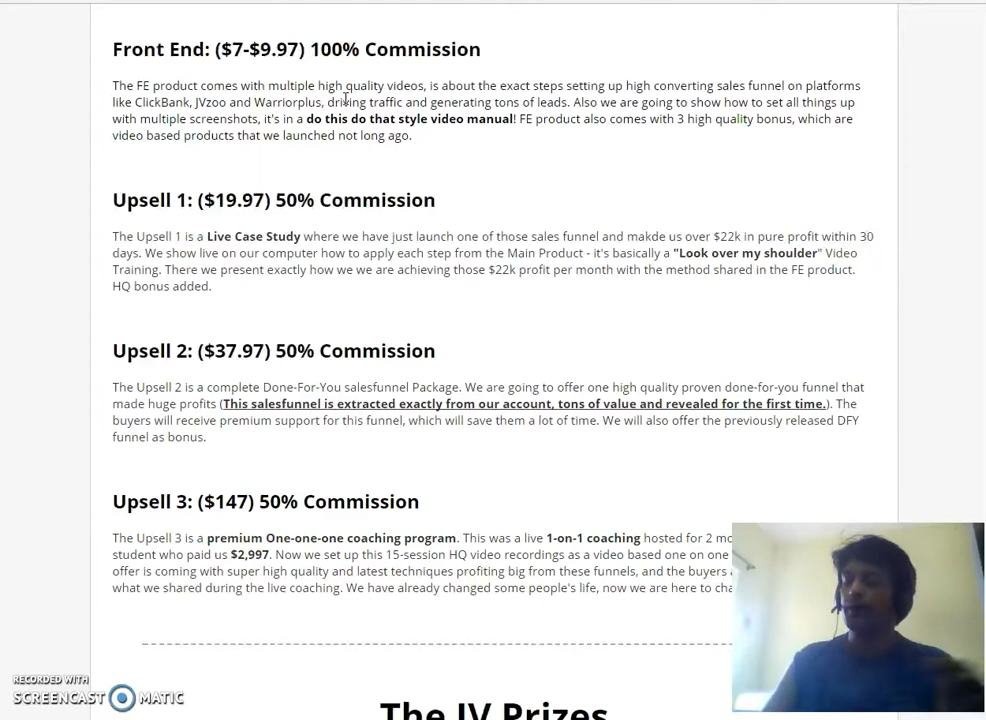 Front End: ($7-$9.97) 100% Commission
The FE product comes with multiple high quality videos, is about the exact steps setting up high converting sales funnel on platforms
like ClickBank, JVzoo and Warriorplus, driving traffic and generating tons of leads. Also we are going to show how to set all things up
with multiple screenshots, it's in a do this do that style video manual! FE product also comes with 3 high quality bonus, which are
video based products that we launched not long ago.
Upsell 1: ($19.97) 50% Commission
The Upsell 1 is a Live Case Study where we have just launch one of those sales funnel and makde us over $22k in pure profit within 30
days. We show live on our computer how to apply each step from the Main Product - it's basically a "Look over my shoulder" Video
Training. There we present exactly how we we are achieving those $22k profit per month with the method shared in the FE product.
HQ bonus added.
Upsell 2: ($37.97) 50% Commission
The Upsell 2 is a complete Done-For-You salesfunnel Package. We are going to offer one high quality proven done-for-you funnel that
made huge profits (This salesfunnel is extracted exactly from our account, tons of value and revealed for the first time.). The
buyers will receive premium support for this funnel, which will save them a lot of time. We will also offer the previously released DFY
funnel as bonus.
Upsell 3: ($147) 50% Commission
The Upsell 3 is a premium One-one-one coaching program. This was a live 1-on-1 coaching hosted for 2
student who paid us $2,997. Now we set up this 15-session HQ video recordings as a video based one on one
offer is coming with super high quality and latest techniques profiting big from these funnels, and the buyers
what we shared during the live coaching. We have already changed some people's life, now we are here to
The JV Prizes
RECORDED WITH
SCREENCAST MATIC